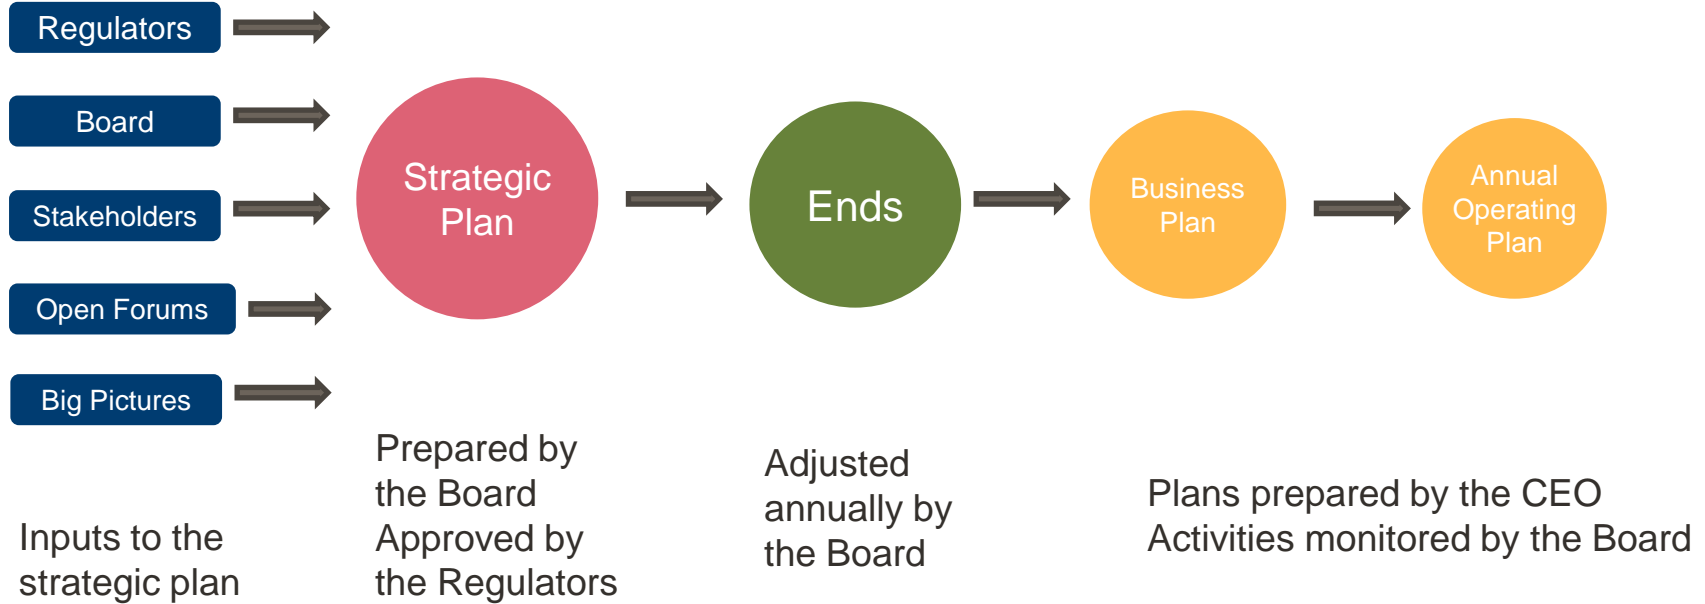 Regulators
Board
Stakeholders
Open Forums
Big Pictures
Inputs to the
strategic plan
Strategic
Plan
Prepared by
the Board
Approved by
the Regulators
Ends
Adjusted
annually by
the Board
Business
Plan
Annual
Operating
Plan
Plans prepared by the CEO
Activities monitored by the Board